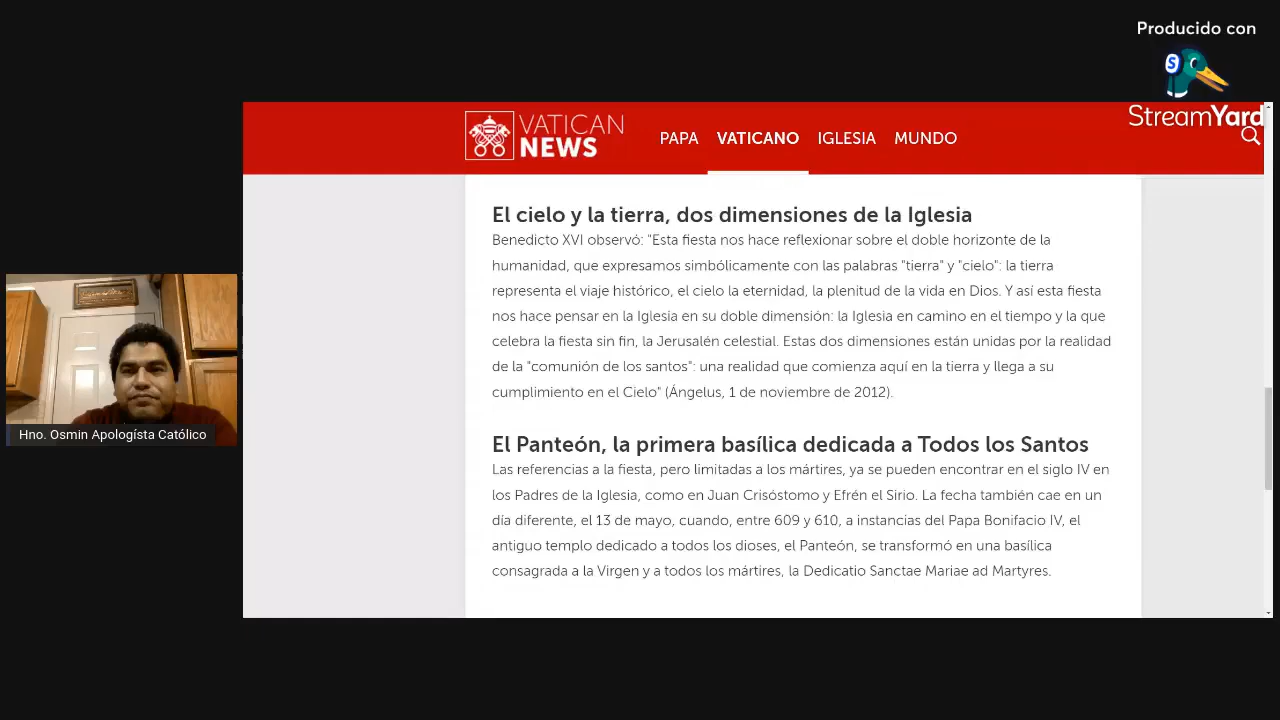 Producido con
S
StreamYard
VATICAN
NEWS
PAPA VATICANO IGLESIA MUNDO
El cielo y la tierra, dos dimensiones de la Iglesia
Benedicto XVI observó: "Esta fiesta nos hace reflexionar sobre el doble horizonte de la
humanidad, que expresamos simbólicamente con las palabras "tierra" y "cielo": la tierra
representa el viaje histórico, el cielo la eternidad, la plenitud de la vida en Dios. Y así esta fiesta
nos hace pensar en la Iglesia en su doble dimensión: la Iglesia en camino en el tiempo y la que
celebra la fiesta sin fin, la Jerusalén celestial. Estas dos dimensiones están unidas por la realidad
de la "comunión de los santos": una realidad que comienza aquí en la tierra y llega a su
cumplimiento en el Cielo" (Ángelus, 1 de noviembre de 2012).
El Panteón, la primera basílica dedicada a Todos los Santos
Las referencias a la fiesta, pero limitadas a los mártires, ya se pueden encontrar en el siglo IV en
los Padres de la Iglesia, como en Juan Crisóstomo y Efrén el Sirio. La fecha también cae en un
día diferente, el 13 de mayo, cuando, entre 609 y 610, a instancias del Papa Bonifacio IV, el
antiguo templo dedicado a todos los dioses, el Panteón, se transformó en una basílica
consagrada a la Virgen y a todos los mártires, la Dedicatio Sanctae Mariae ad Martyres.
Hno. Osmin Apologísta Católico